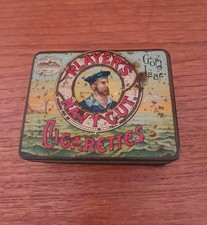 PLAYER'S
Gold
Leaf
NAVY CUT
CIGARETTES